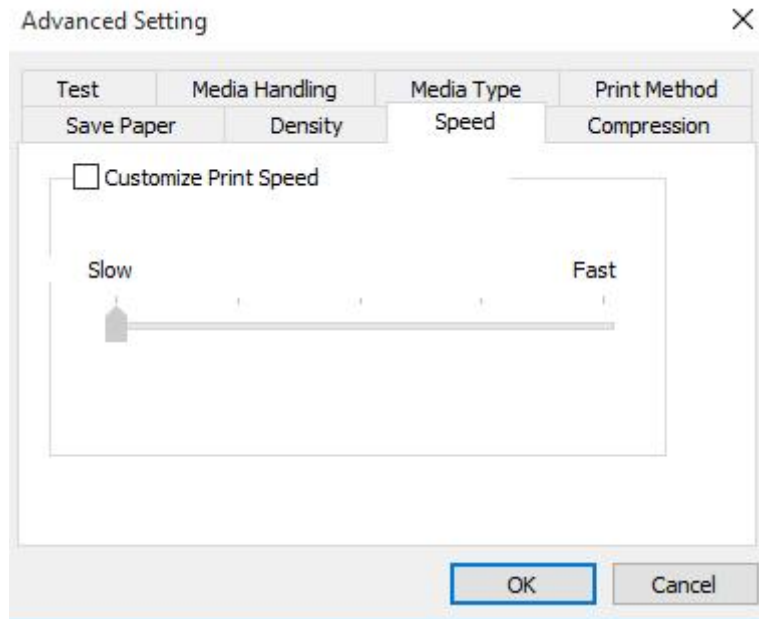 Advanced Setting
Test Media Handling Media Type Print Method
Save Paper Density Speed Compression
Customize Print Speed
Slow Fast
OK Cancel